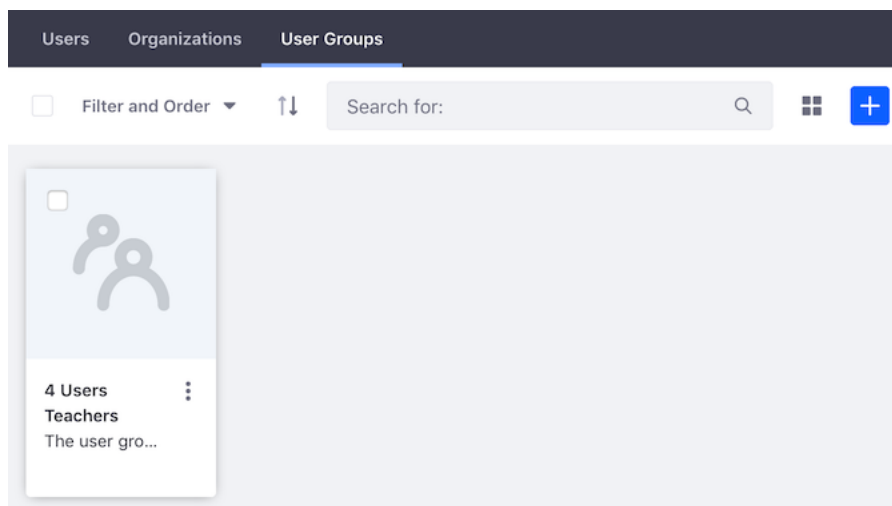 Users Organizations User Groups
Filter and Order Search for:
4 Users
Teachers
The user gro...